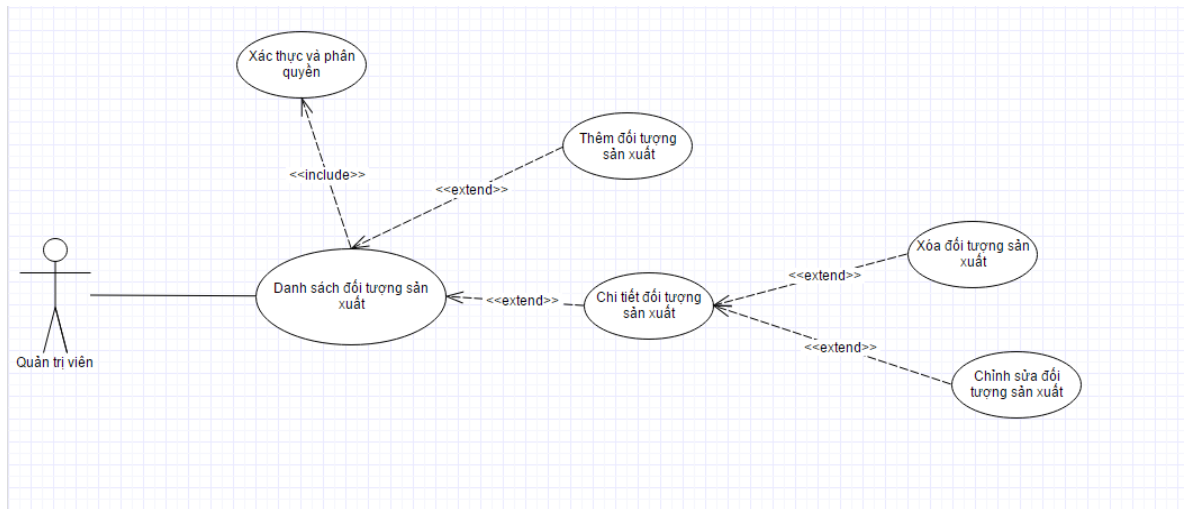 Xác thực và phân
quyền
Thêm đối tượng
sản xuất
<<include>>
<<extend>>
Xóa đối tượng sản
xuất
<<extend>>
Danh sách đối tượng sản
xuất
<<extend>>
Chi tiết đối tượng
sản xuất
<<extend>>
Quản trị viên
Chỉnh sửa đối
tượng sản xuất